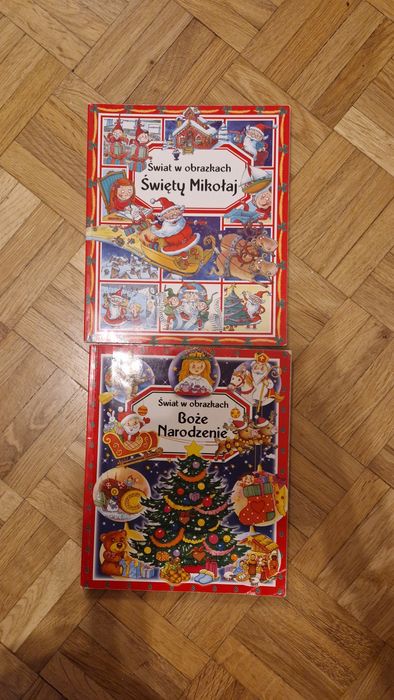 Świat w obrazkach
Święty Mikołaj
Świat w obrazkach
Boże
Narodzenie